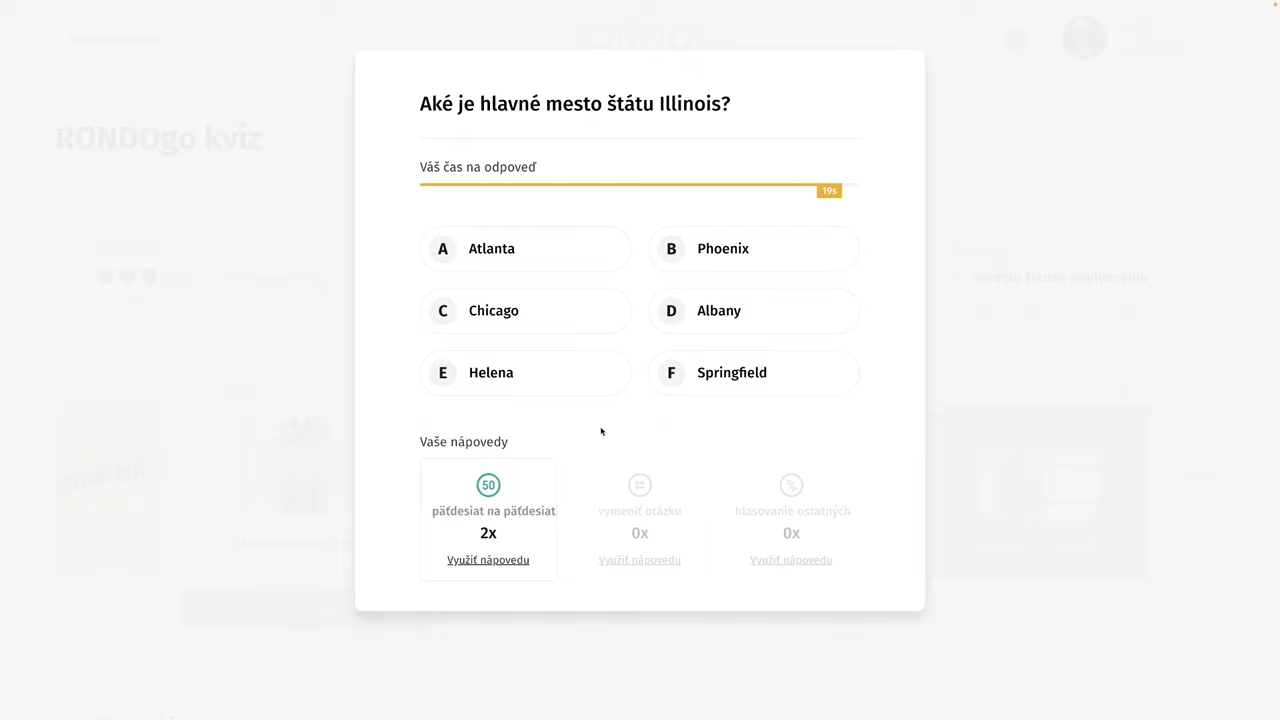 RONDOgo kvíz
Aké je hlavné mesto štátu Illinois?
Váš čas na odpoveď
19s
A Atlanta
B Phoenix
C Chicago
D Albany
E Helena
F Springfield
Vaše nápovedy
50
päťdesiat na päťdesiat
2x
Využiť nápovedu
vymeniť otázku
0x
Využiť nápovedu
%
hlasovanie ostatných
0x
Využiť nápovedu